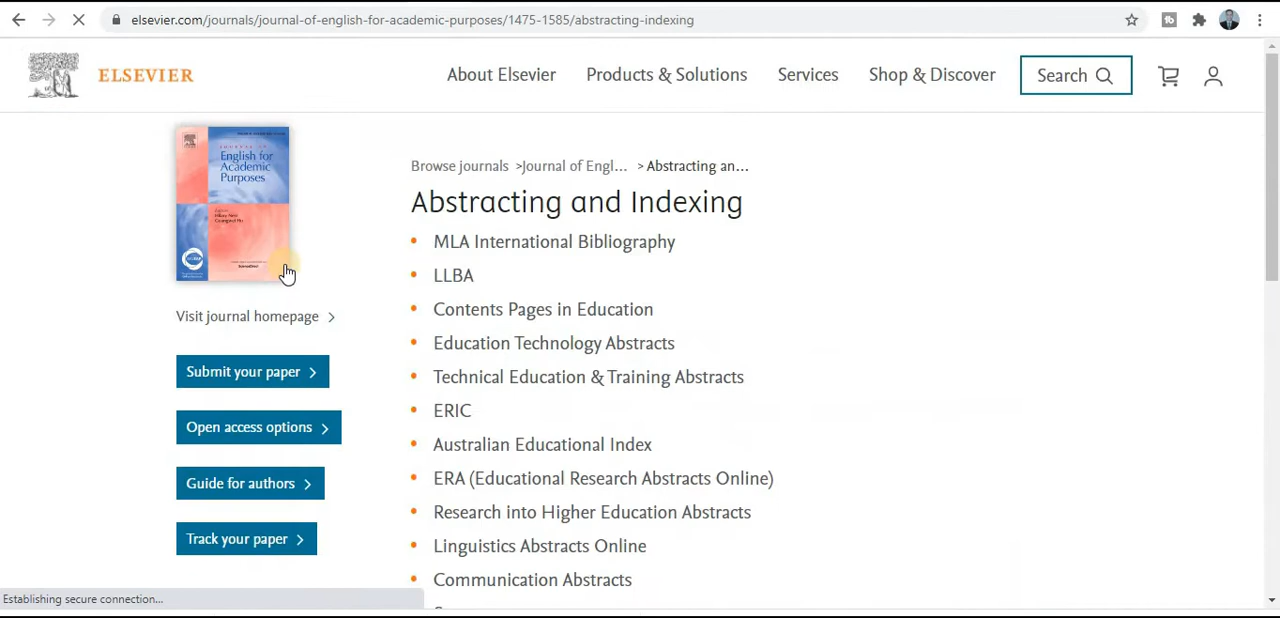 elsevier.com/journals/journal-of-english-for-academic-purposes/1475-1585/abstracting-indexing
ELSEVIER
About Elsevier
Products & Solutions
Services
Shop & Discover
Search
JOURNAL OF
English for
Academic
Purposes
Browse journals >Journal of Engl... >Abstracting an...
Abstracting and Indexing
MLA International Bibliography
LLBA
Contents Pages in Education
Education Technology Abstracts
Technical Education & Training Abstracts
ERIC
Australian Educational Index
ERA (Educational Research Abstracts Online)
Research into Higher Education Abstracts
Linguistics Abstracts Online
Communication Abstracts
Visit journal homepage >
Submit your paper >
Open access options >
Guide for authors >
Track your paper >
Establishing secure connection...